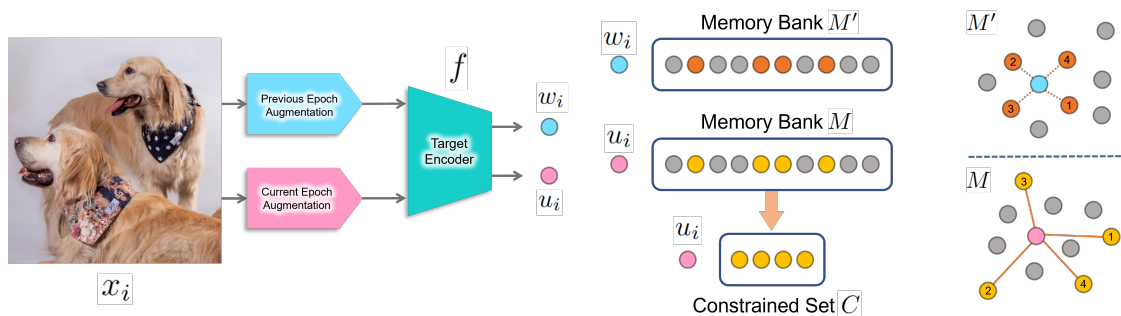 x_i
Previous Epoch
Augmentation
Current Epoch
Augmentation
f
Target
Encoder
w_i
u_i
Memory Bank M′
w_i
Memory Bank M
u_i
u_i
Constrained Set C
M′
2
4
3
1
M
3
1
2
4